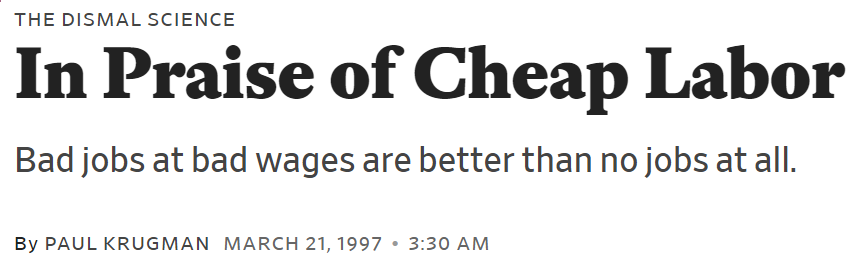 THE DISMAL SCIENCE
In Praise of Cheap Labor
Bad jobs at bad wages are better than no jobs at all.
By PAUL KRUGMAN MARCH 21, 1997 • 3:30 AM